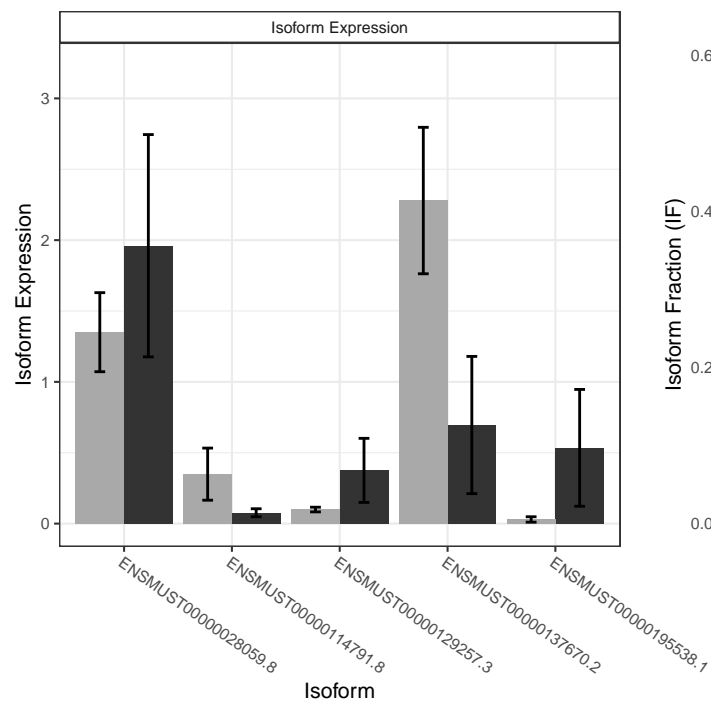 Isoform Expression
Isoform Expression
3
2
1
0
ENSMUST00000028059.8
ENSMUST00000114791.8
ENSMUST00000129257.3
ENSMUST00000137670.2
ENSMUST00000195538.1
Isoform
Isoform Fraction (IF)
0.6
0.4
0.2
0.0